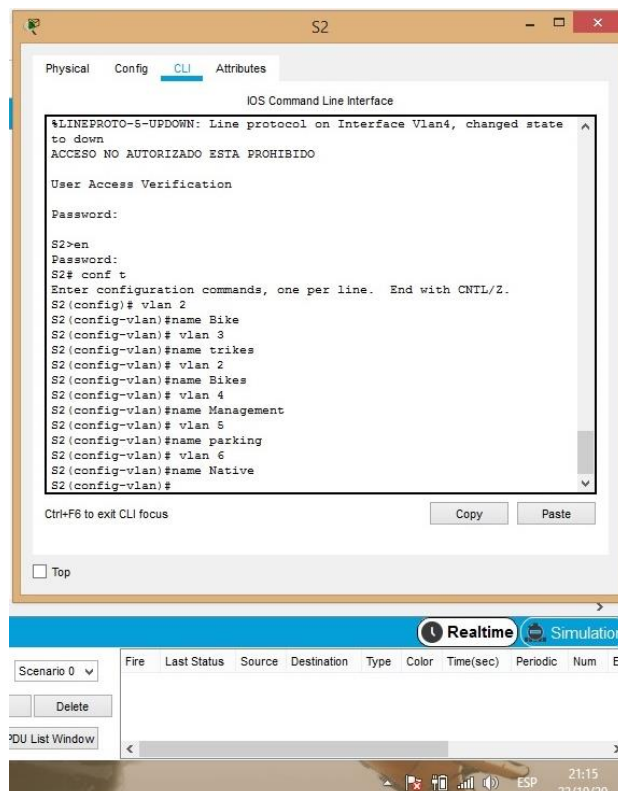 S2
Physical Config CLI Attributes
IOS Command Line Interface
%LINEPROTO-5-UPDOWN: Line protocol on Interface Vlan4, changed state
to down
ACCESO NO AUTORIZADO ESTA PROHIBIDO
User Access Verification
Password:
S2>en
Password:
S2# conf t
Enter configuration commands, one per line. End with CNTL/Z.
S2(config)# vlan 2
S2(config-vlan)#name Bike
S2(config-vlan)# vlan 3
S2(config-vlan)#name trikes
S2(config-vlan)# vlan 2
S2(config-vlan)#name Bikes
S2(config-vlan)# vlan 4
S2(config-vlan)#name Management
S2(config-vlan)# vlan 5
S2(config-vlan)#name parking
S2(config-vlan)# vlan 6
S2(config-vlan)#name Native
S2(config-vlan)#
Ctrl+F6 to exit CLI focus
Copy Paste
Top
Realtime Simulation
Scenario 0
Fire Last Status Source Destination Type Color Time(sec) Periodic Num E
Delete
PDU List Window
ESP
21:15